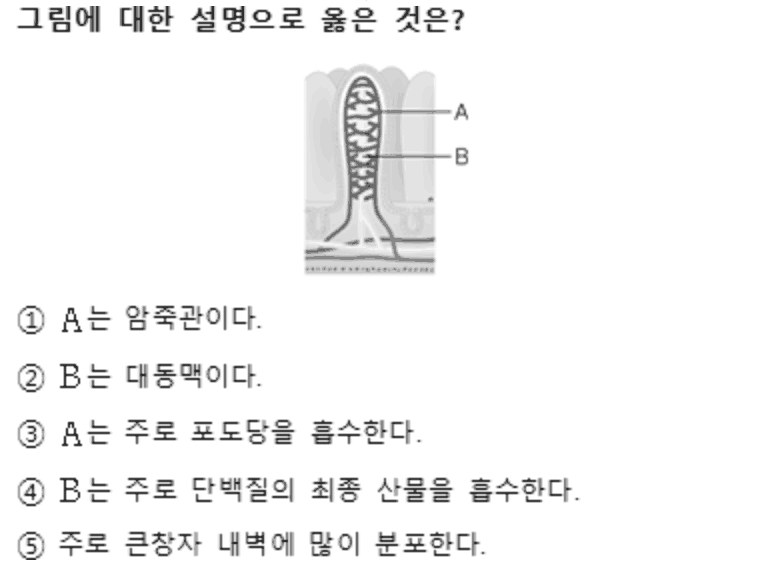 그림에 대한 설명으로 옳은 것은?
A
B
① A는 암죽관이다.
② B는 대동맥이다.
③ A는 주로 포도당을 흡수한다.
④ B는 주로 단백질의 최종 산물을 흡수한다.
⑤ 주로 큰창자 내벽에 많이 분포한다.